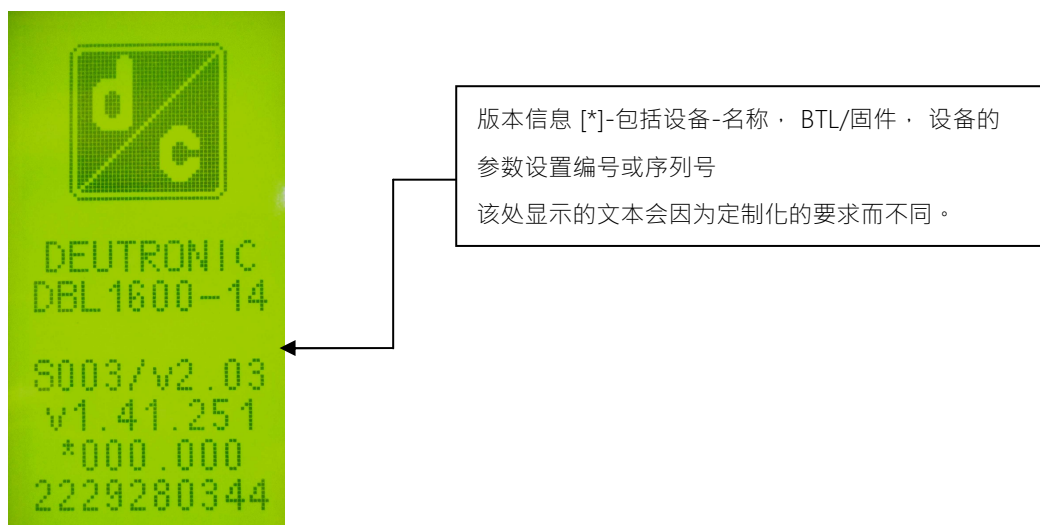 d
c
DEUTRONIC
DBL1600-14
S003/v2.03
v1.41.251
*000.000
2229280344
版本信息 [*]-包括设备-名称， BTL/固件， 设备的
参数设置编号或序列号
该处显示的文本会因为定制化的要求而不同。